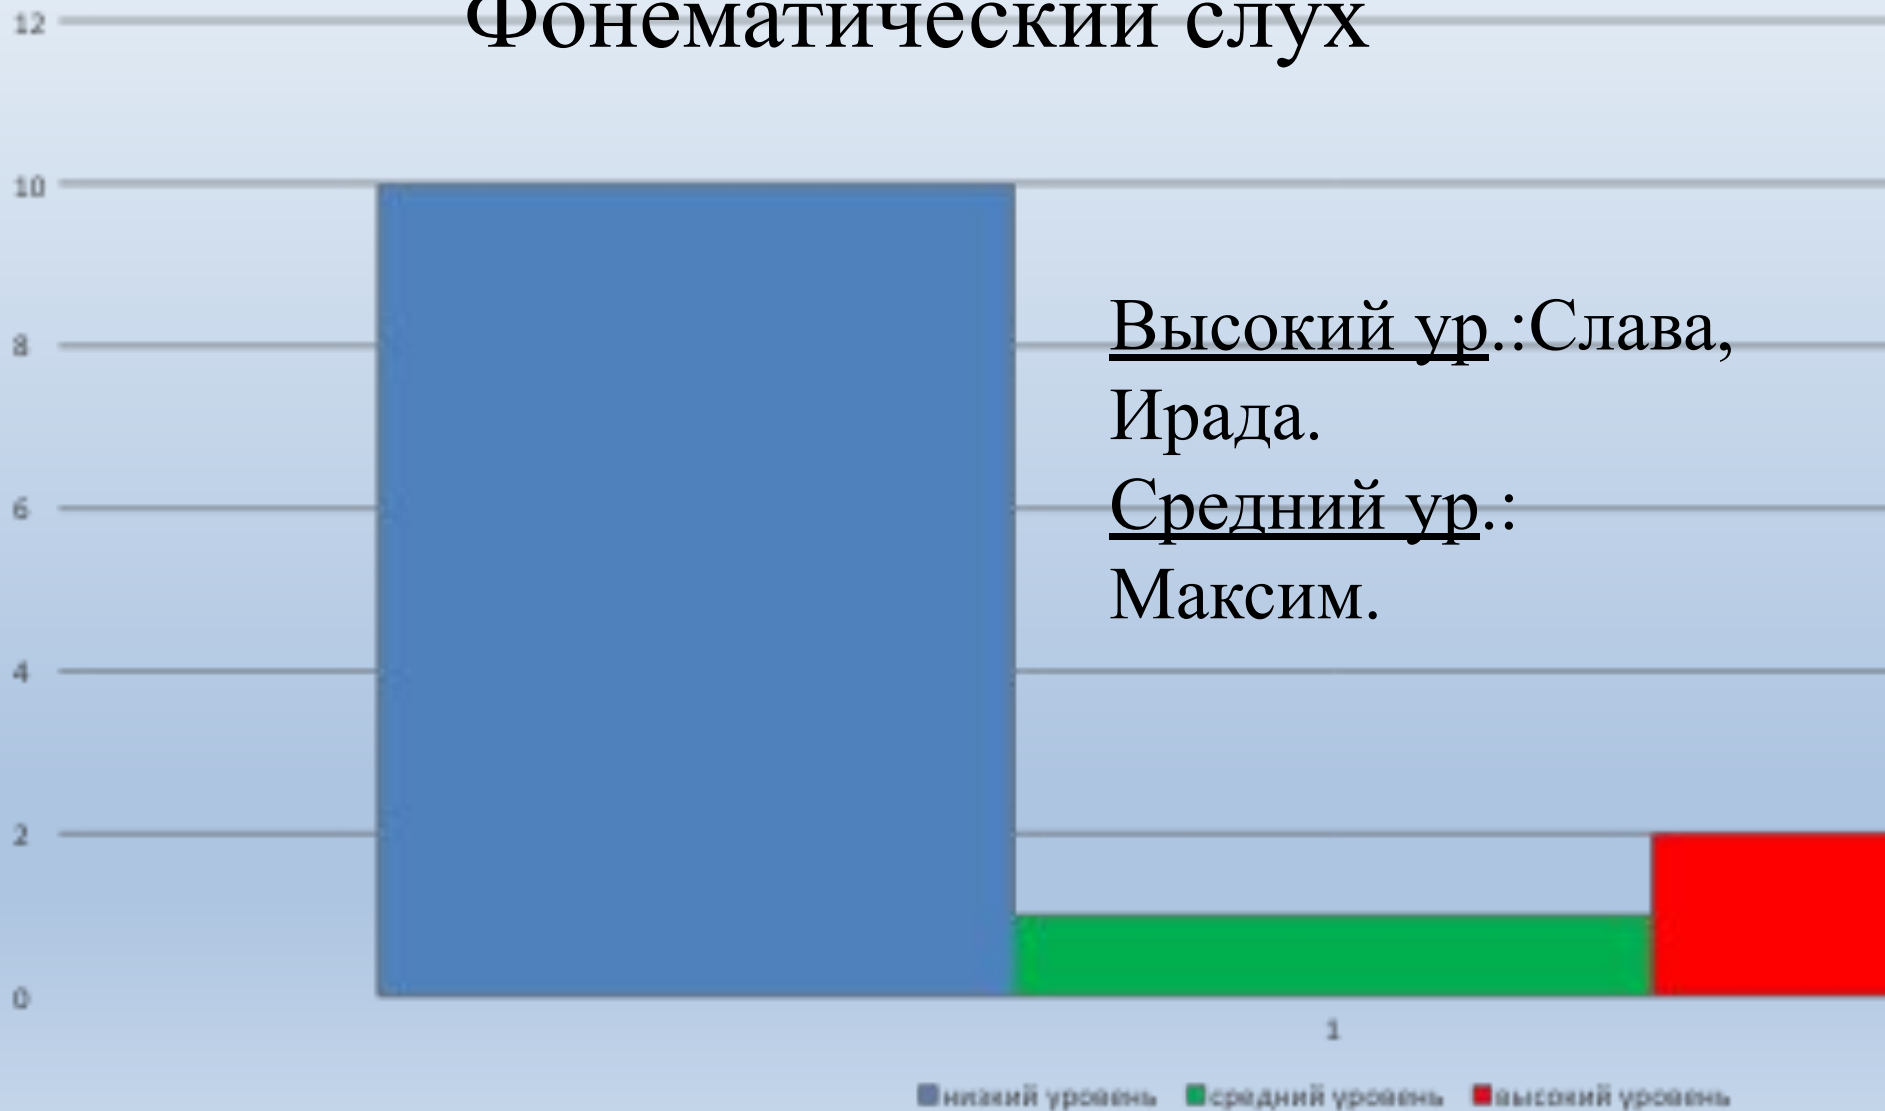 Фонематический слух
12
10
8
6
4
2
0
Высокий ур.:Слава,
Ирада.
Средний ур.:
Максим.
1
низкий уровень средний уровень высокий уровень